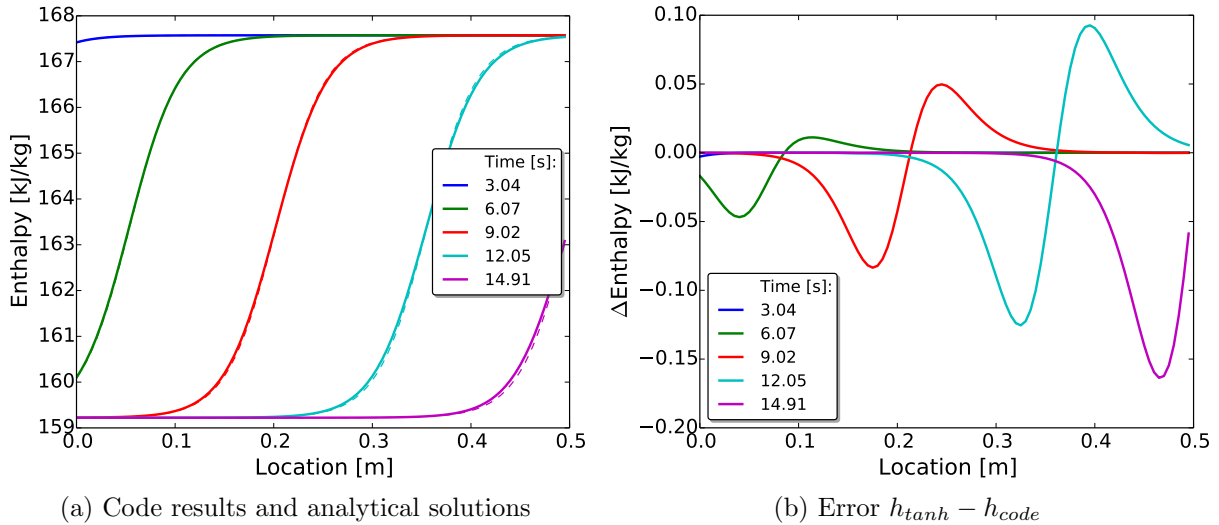 168
167
166
165
164
163
162
161
160
159
Enthalpy [kJ/kg]
0.0 0.1 0.2 0.3 0.4 0.5
Location [m]
Time [s]:
3.04
6.07
9.02
12.05
14.91
(a) Code results and analytical solutions
0.10
0.05
0.00
−0.05
−0.10
−0.15
−0.20
ΔEnthalpy [kJ/kg]
0.0 0.1 0.2 0.3 0.4 0.5
Location [m]
Time [s]:
3.04
6.07
9.02
12.05
14.91
(b) Error h_{tanh} − h_{code}